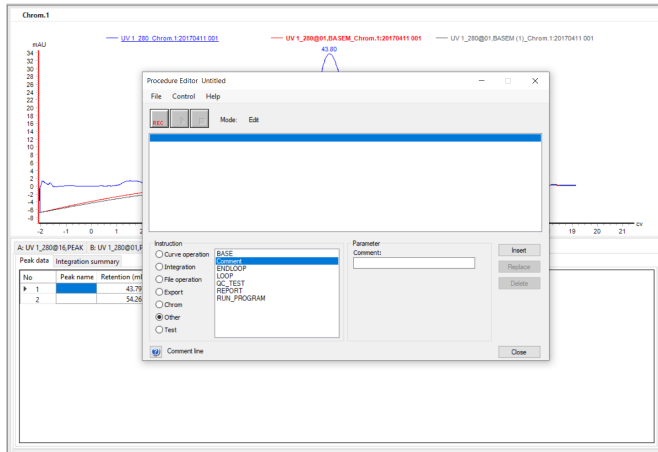 Chrom.1
UV 1_280_Chrom.1:20170411 001
UV 1_280@01,BASEM_Chrom.1:20170411 001
UV 1_280@01,BASEM (1)_Chrom.1:20170411 001
mAU
43.80
34
32
30
28
26
24
22
20
18
16
14
12
10
8
6
4
2
0
-2
-4
-6
-8
-2 -1 0 1 2 19 20 21 cv
Procedure Editor Untitled
File Control Help
REC Mode: Edit
A: UV 1_280@16,PEAK B: UV 1_280@01,P
Peak data Integration summary
No Peak name Retention (ml
1 43.79
2 54.26
Instruction
Curve operation
Integration
File operation
Export
Chrom
Other
Test
BASE
Comment
ENDLOOP
LOOP
QC_TEST
REPORT
RUN_PROGRAM
Parameter
Comment:
Insert
Replace
Delete
Comment line
Close